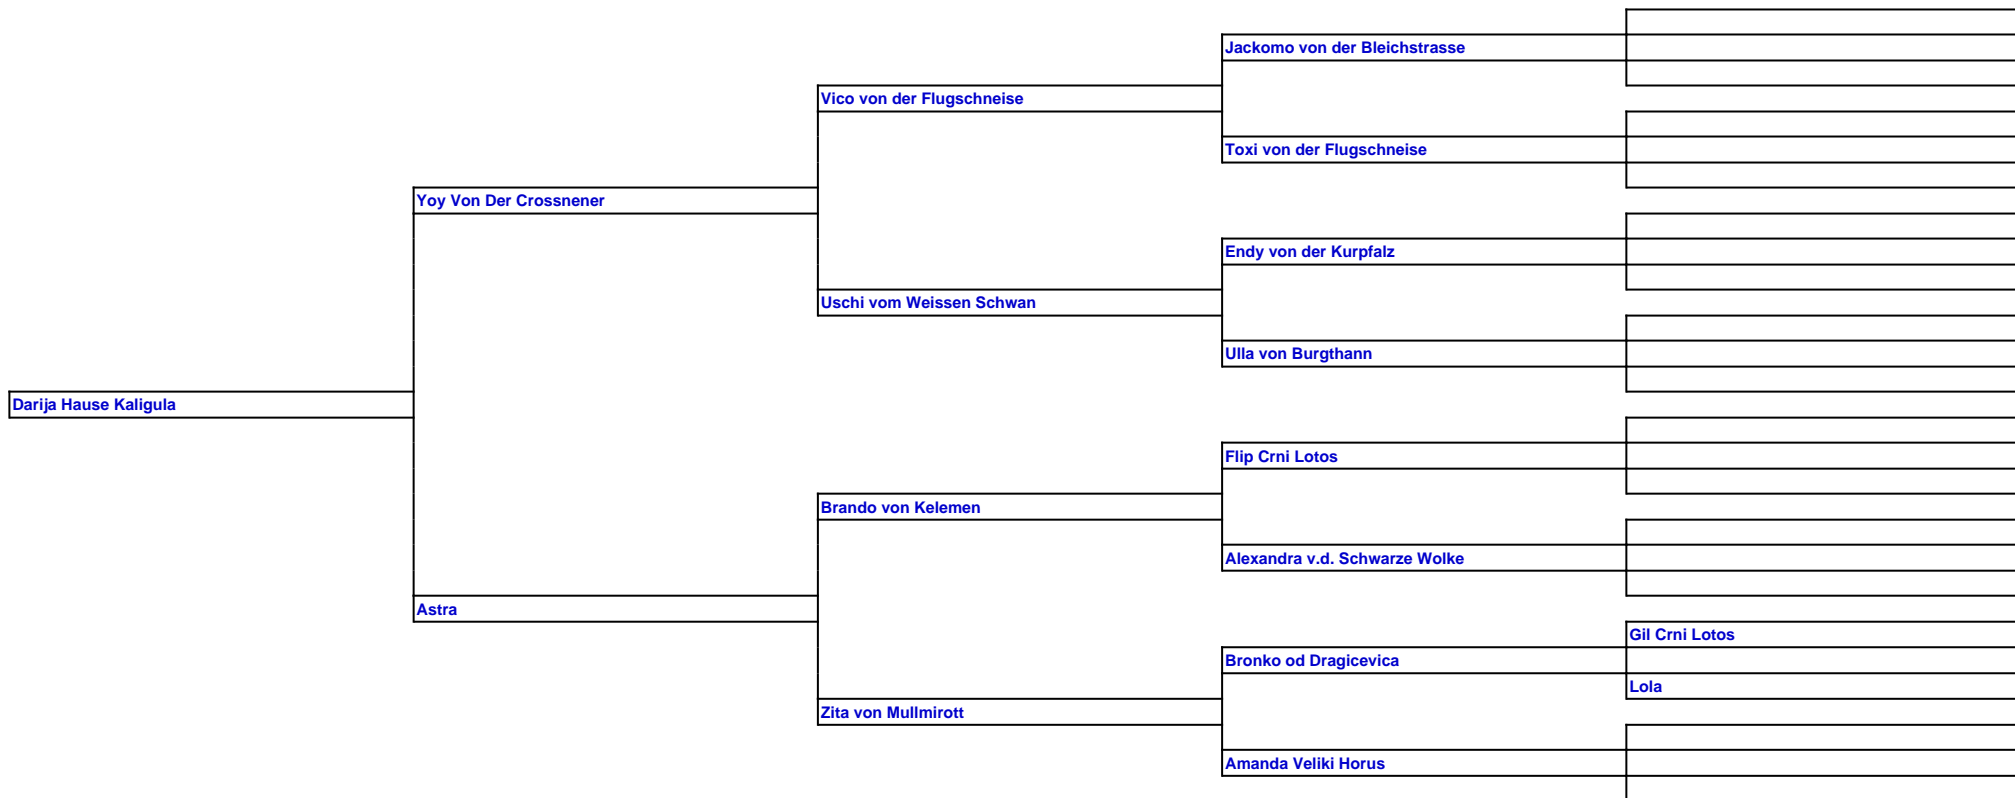 Jackomo von der Bleichstrasse
Vico von der Flugschneise
Toxi von der Flugschneise
Yoy Von Der Crossnener
Endy von der Kurpfalz
Uschi vom Weissen Schwan
Ulla von Burgthann
Darija Hause Kaligula
Flip Crni Lotos
Brando von Kelemen
Alexandra v.d. Schwarze Wolke
Astra
Gil Crni Lotos
Bronko od Dragicevica
Lola
Zita von Mullmirott
Amanda Veliki Horus